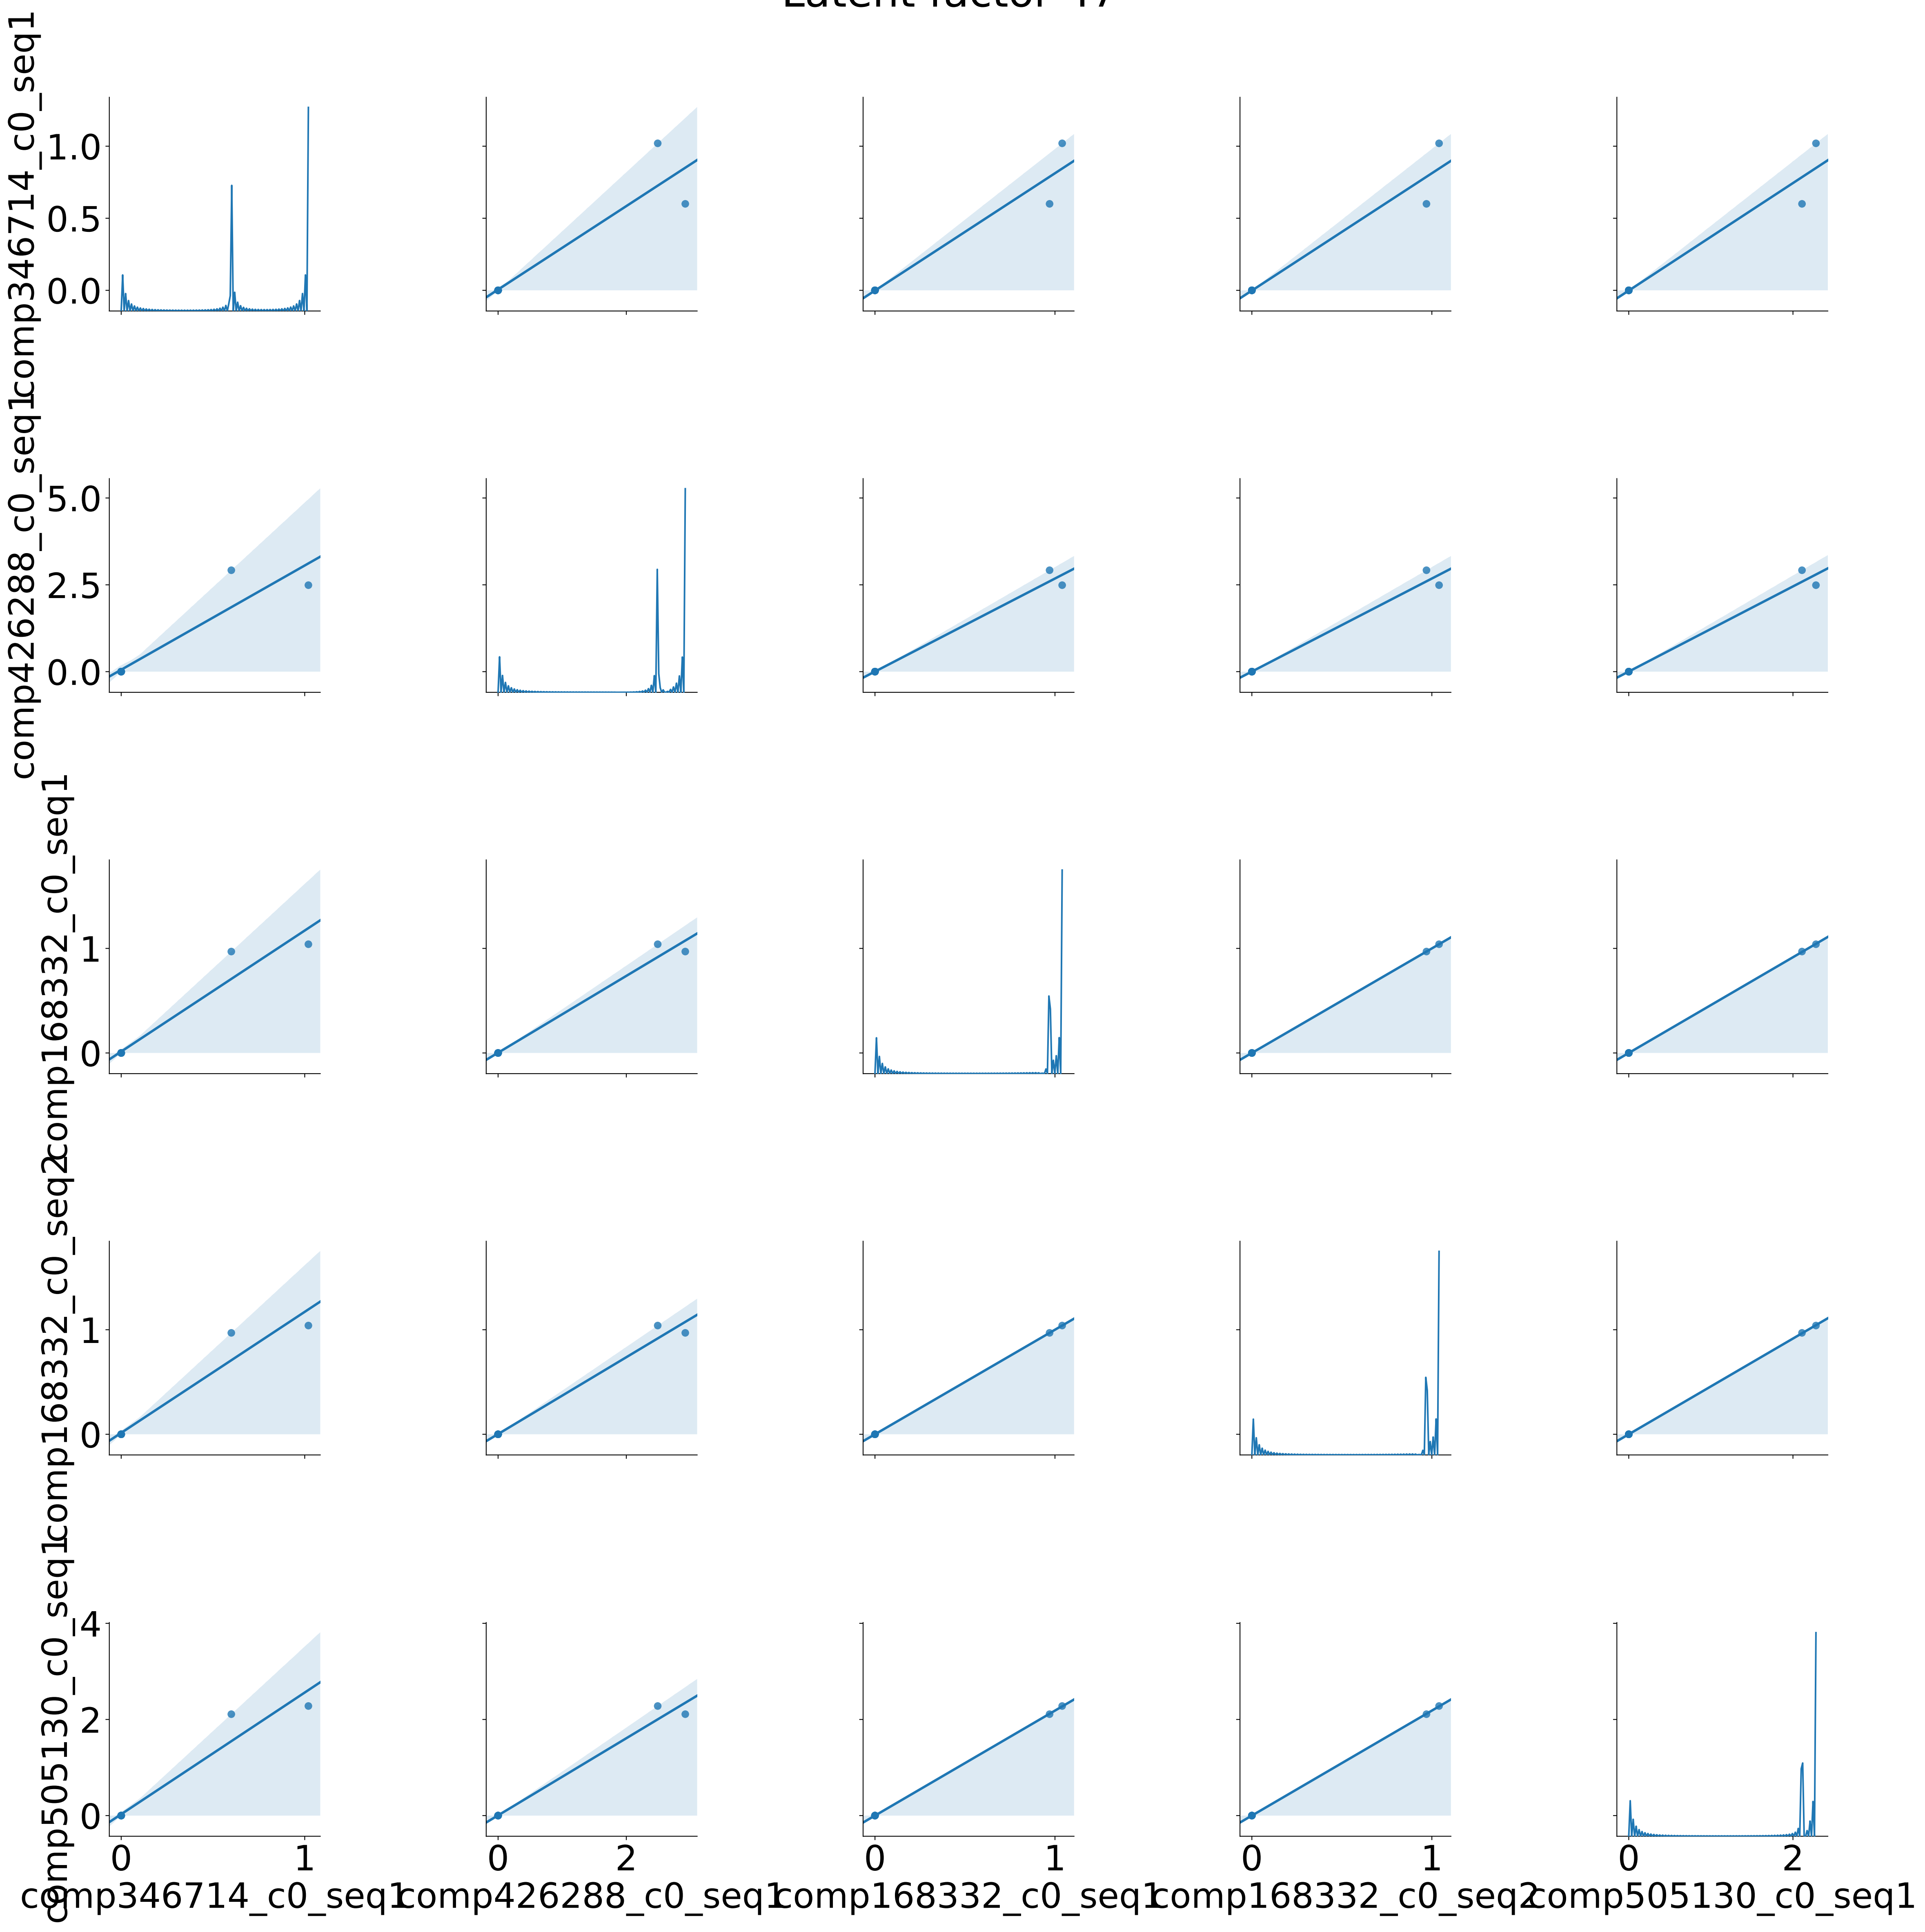 Latent factor
comp346714_c0_seq1
1.0
0.5
0.0
comp426288_c0_seq1
5.0
2.5
0.0
comp168332_c0_seq1
1
0
comp168332_c0_seq2
1
0
comp505130_c0_seq1
4
2
0
0 1 0 2 0 1 0 1 0 2
comp346714_c0_seq1 comp426288_c0_seq1 comp168332_c0_seq1 comp168332_c0_seq2 comp505130_c0_seq1